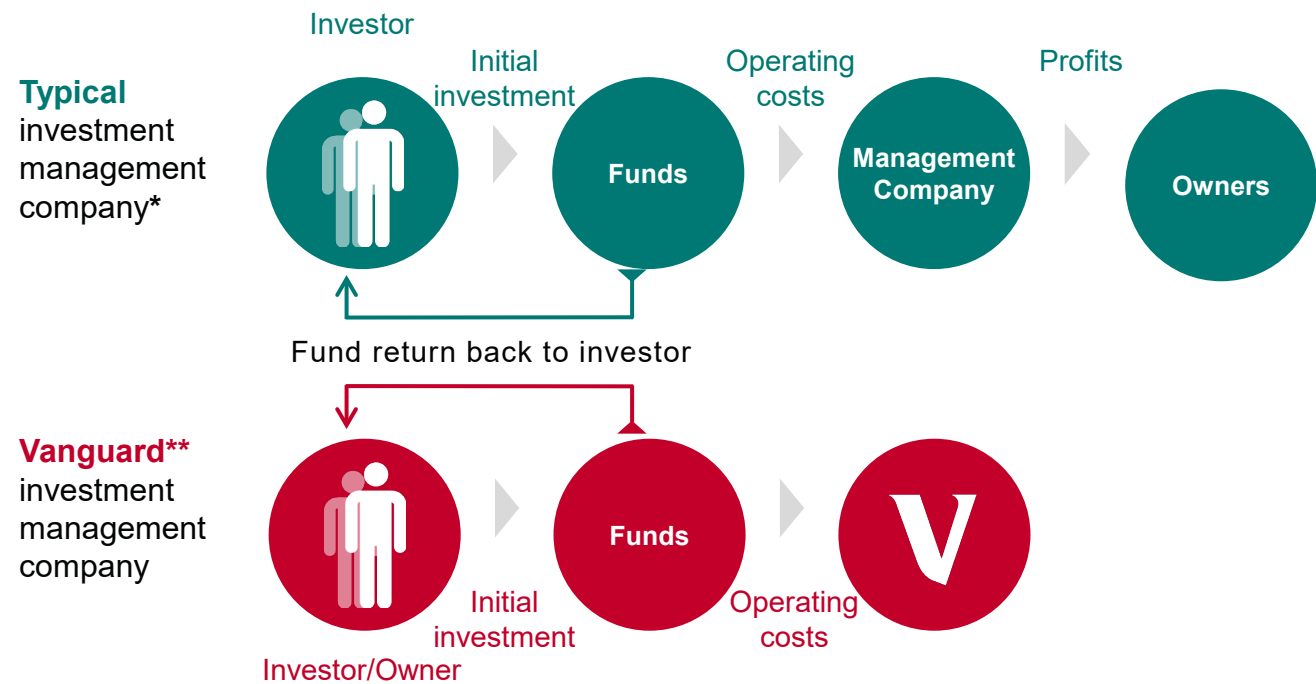 Investor
Initial
investment
Operating
costs
Profits
Typical
investment
management
company*
Funds
Management
Company
Owners
Fund return back to investor
Vanguard**
investment
management
company
Funds
V
Initial
investment
Operating
costs
Investor/Owner